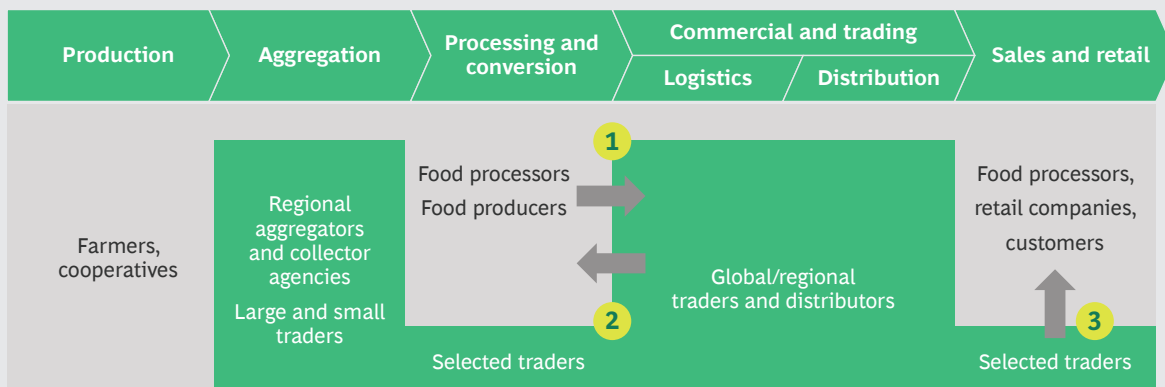 Production
Aggregation
Processing and
conversion
Commercial and trading
Logistics
Distribution
Sales and retail
Farmers,
cooperatives
Regional
aggregators
and collector
agencies
Large and small
traders
1
Food processors
Food producers
2
Selected traders
Global/regional
traders and distributors
Food processors,
retail companies,
customers
3
Selected traders